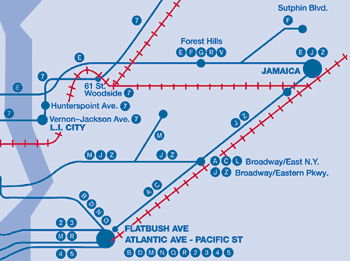 Sutphin Blvd.
F
7
Forest Hills
E F G R V
E J Z
E
7
JAMAICA
E
61 St.
Woodside 7
7
Hunterspoint Ave. 7
7
Vernon–Jackson Ave. 7
L.I. CITY
J Z
M
M J Z
J Z
A C L
Broadway/East N.Y.
J Z
Broadway/Eastern Pkwy.
A C
2 3
M R
4 5
FLATBUSH AVE
ATLANTIC AVE - PACIFIC ST
B D M N Q R 2 3 4 5